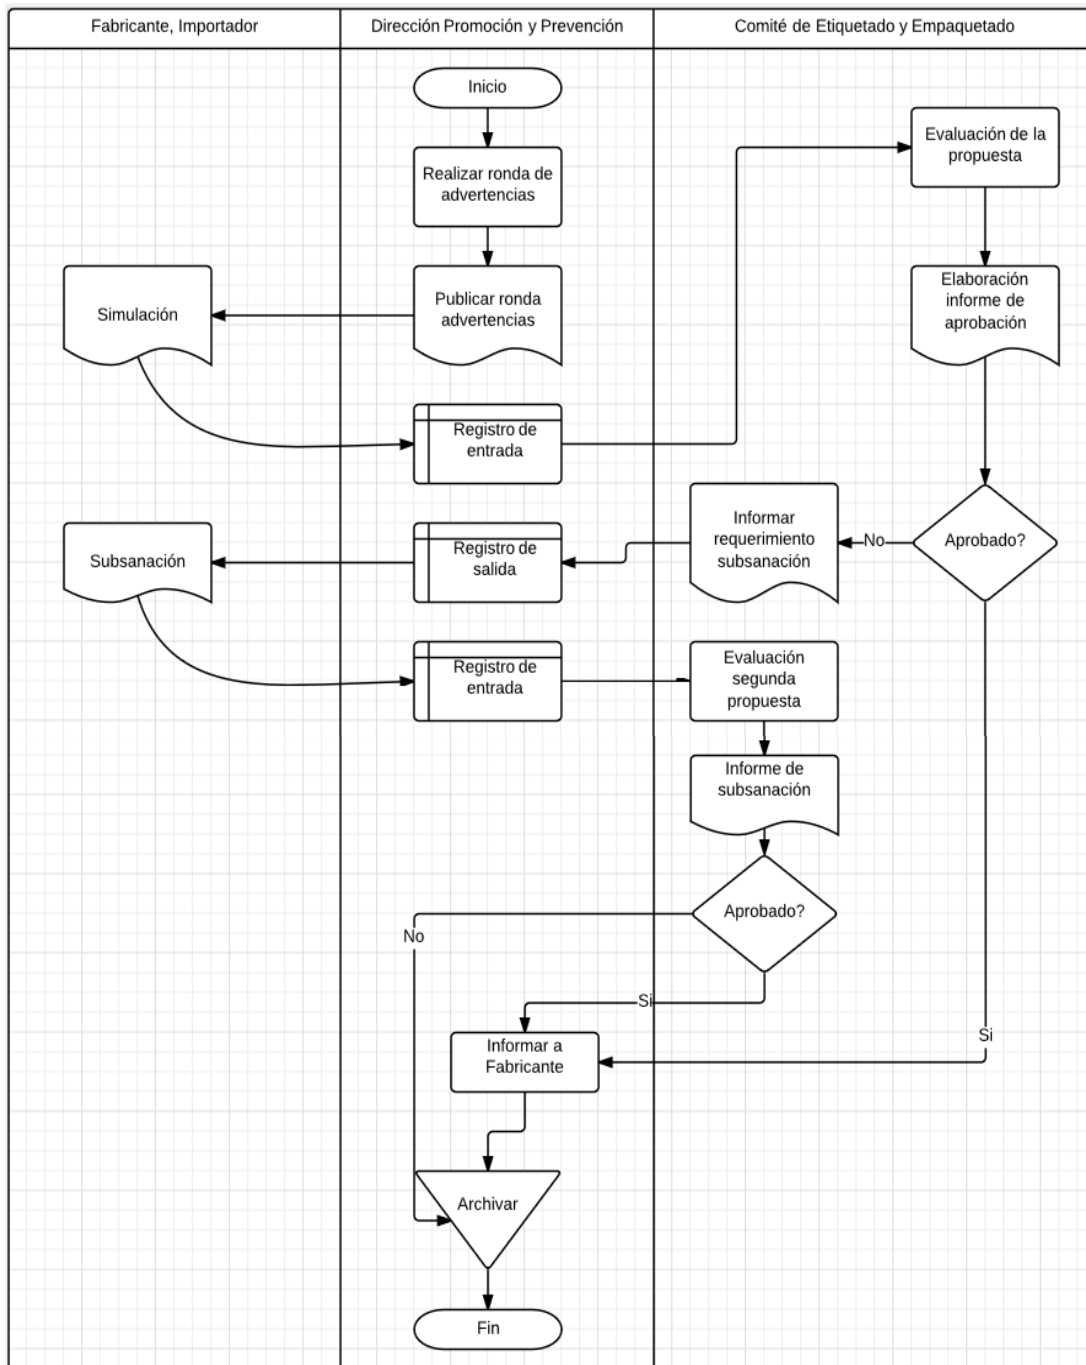 Fabricante, Importador
Dirección Promoción y Prevención
Comité de Etiquetado y Empaquetado
Inicio
Realizar ronda de
advertencias
Evaluación de la
propuesta
Simulación
Publicar ronda
advertencias
Elaboración
informe de
aprobación
Registro de
entrada
Subsanación
Registro de
salida
Informar
requerimiento
subsanación
No
Aprobado?
Registro de
entrada
Evaluación
segunda
propuesta
Informe de
subsanación
Aprobado?
No
Si
Si
Informar a
Fabricante
Archivar
Fin